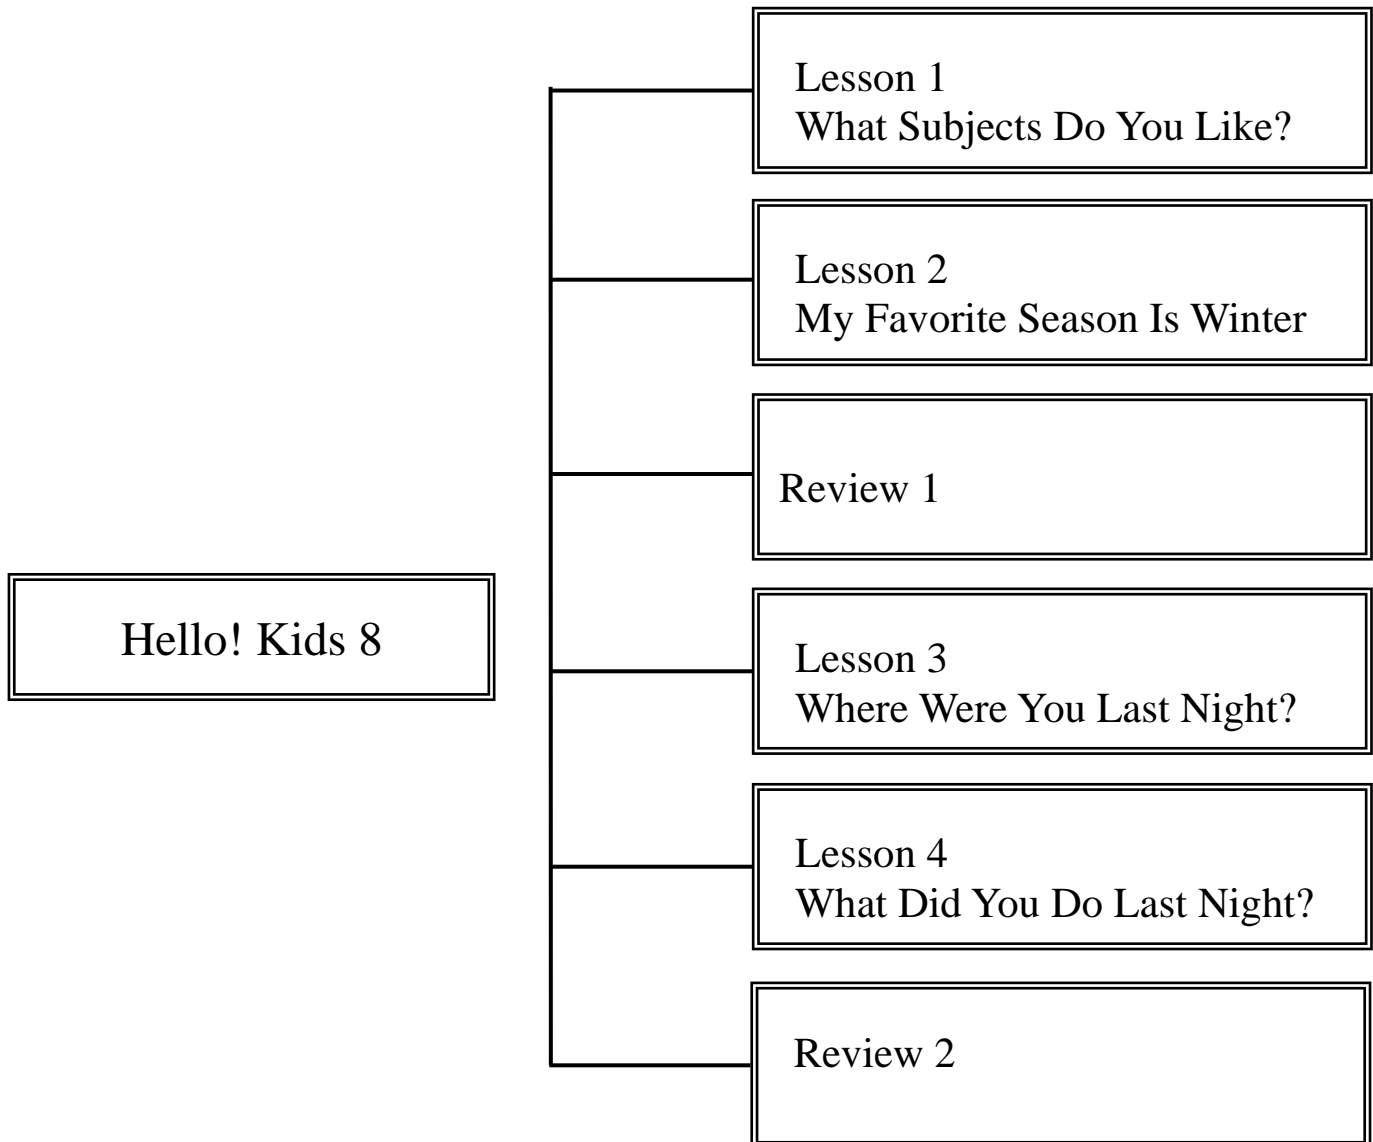 Hello! Kids 8
Lesson 1
What Subjects Do You Like?
Lesson 2
My Favorite Season Is Winter
Review 1
Lesson 3
Where Were You Last Night?
Lesson 4
What Did You Do Last Night?
Review 2